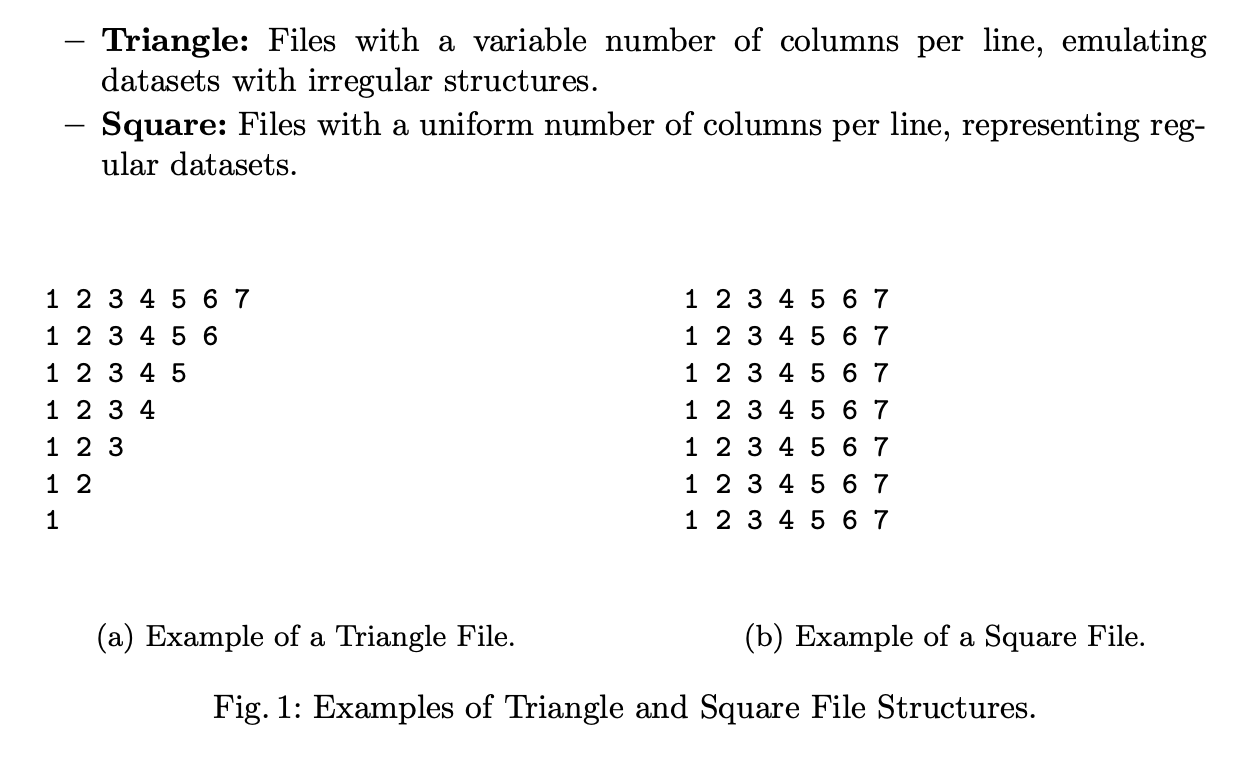 – Triangle: Files with a variable number of columns per line, emulating
datasets with irregular structures.
– Square: Files with a uniform number of columns per line, representing reg-
ular datasets.
1 2 3 4 5 6 7
1 2 3 4 5 6
1 2 3 4 5
1 2 3 4
1 2 3
1 2
1
(a) Example of a Triangle File.
1 2 3 4 5 6 7
1 2 3 4 5 6 7
1 2 3 4 5 6 7
1 2 3 4 5 6 7
1 2 3 4 5 6 7
1 2 3 4 5 6 7
1 2 3 4 5 6 7
(b) Example of a Square File.
Fig. 1: Examples of Triangle and Square File Structures.